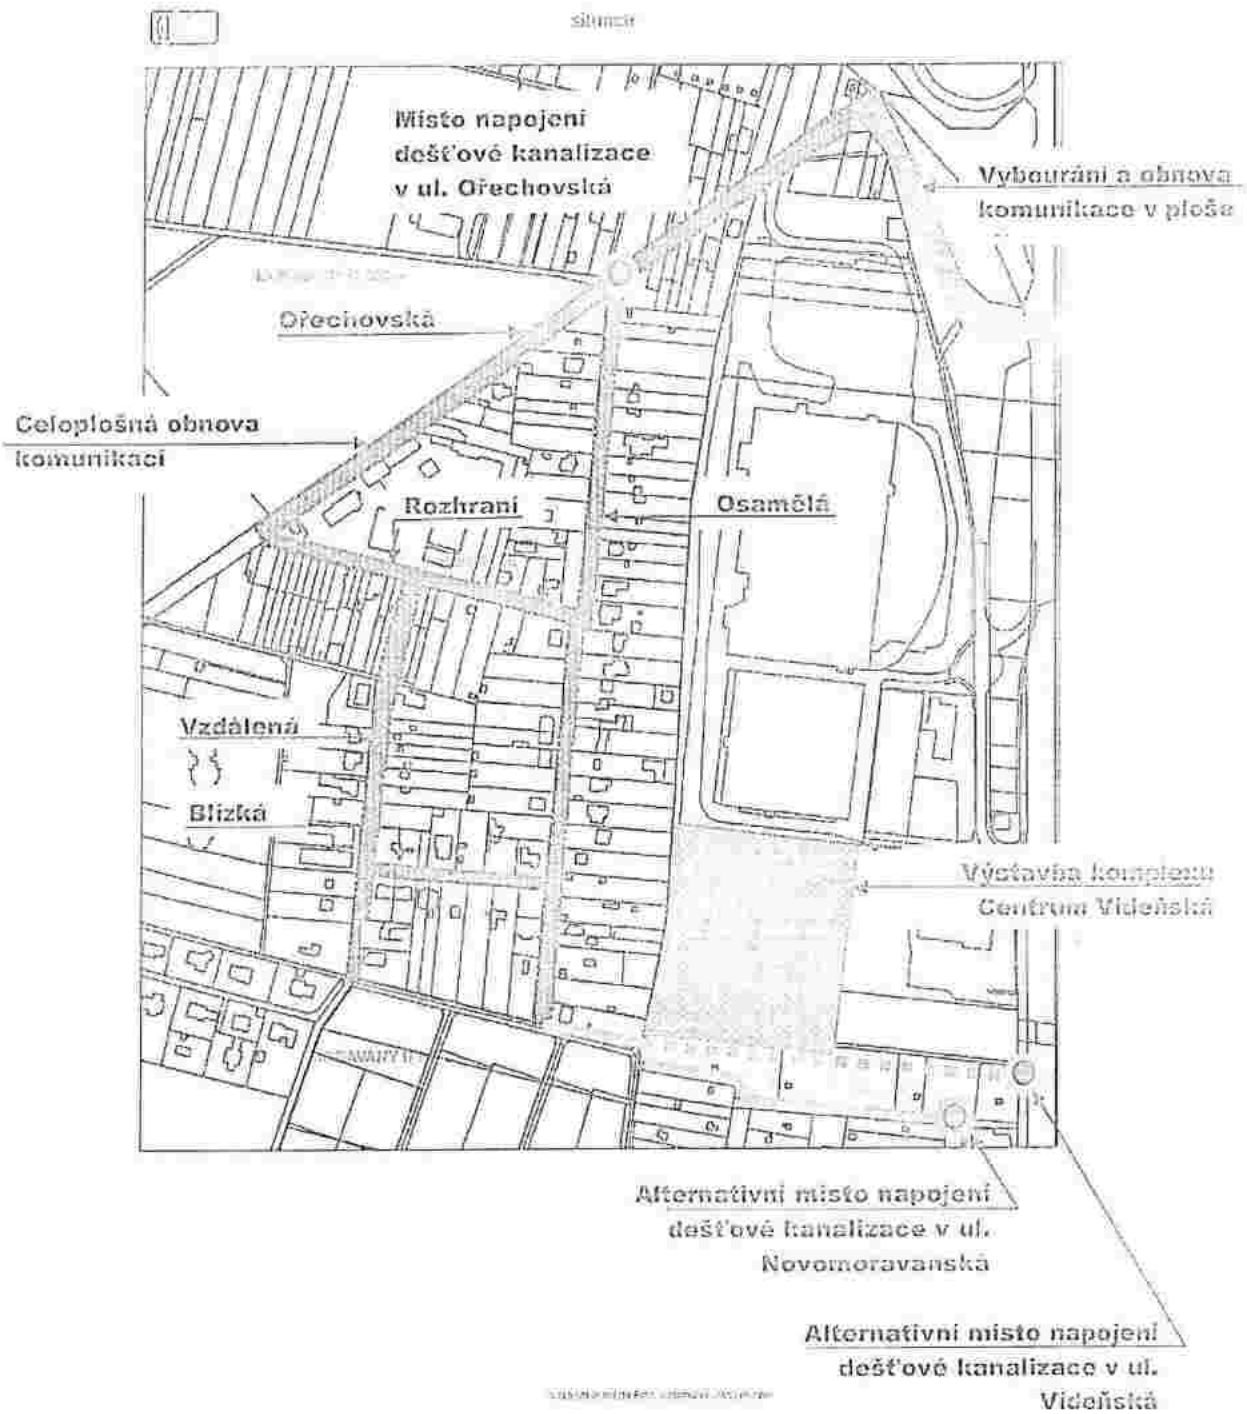 situace
Místo napojení
dešťové kanalizace
v ul. Ořechovská
Vybourání a obnova
komunikace v ploše
Ořechovská
Celoplošná obnova
komunikací
Rozhraní
Osamělá
Vzdálená
Blízká
Výstavba komplexu
Centrum Vídeňská
Alternativní místo napojení
dešťové kanalizace v ul.
Novomoravanská
Alternativní místo napojení
dešťové kanalizace v ul.
Vídeňská